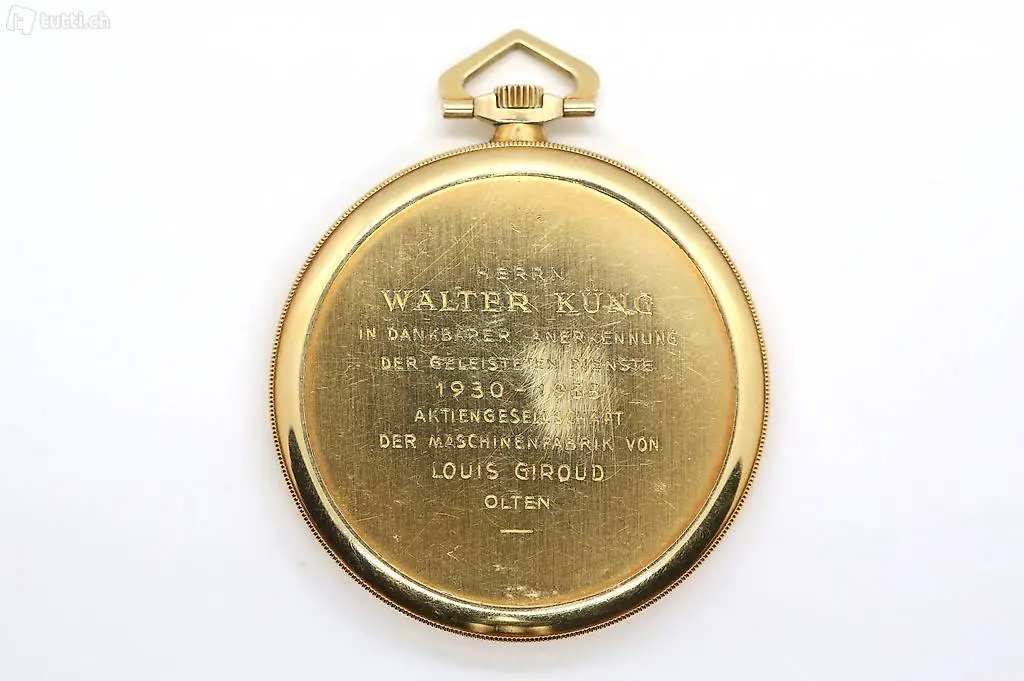 tutti.ch
HERRN
WALTER KÜNG
IN DANKBARER ANERKENNUNG
DER GELEISTETEN DIENSTE
1930 -
AKTIENGESELLSCHAFT
DER MASCHINENFABRIK VON
LOUIS GIROUD
OLTEN